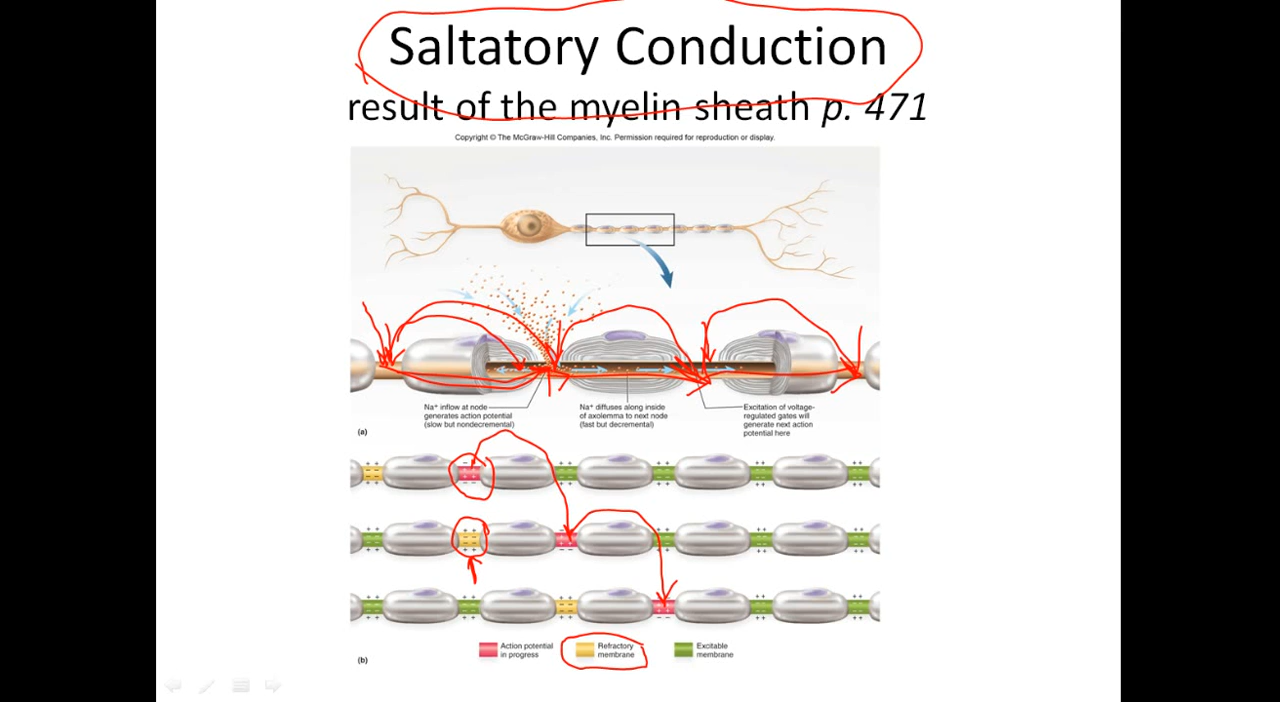 Saltatory Conduction
result of the myelin sheath p. 471
Copyright © The McGraw-Hill Companies, Inc. Permission required for reproduction or display.
Na⁺ inflow at node
generates action potential
(slow but nondecremental)
Na⁺ diffuses along inside
of axolemma to next node
(fast but decremental)
Excitation of voltage-
regulated gates will
generate next action
potential here
(a)
Action potential
in progress
Refractory
membrane
Excitable
membrane
(b)